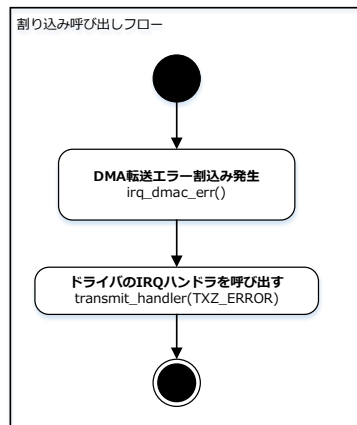 割り込み呼び出しフロー
DMA転送エラー割込み発生
irq_dmac_err()
ドライバのIRQハンドラを呼び出す
transmit_handler(TXZ_ERROR)